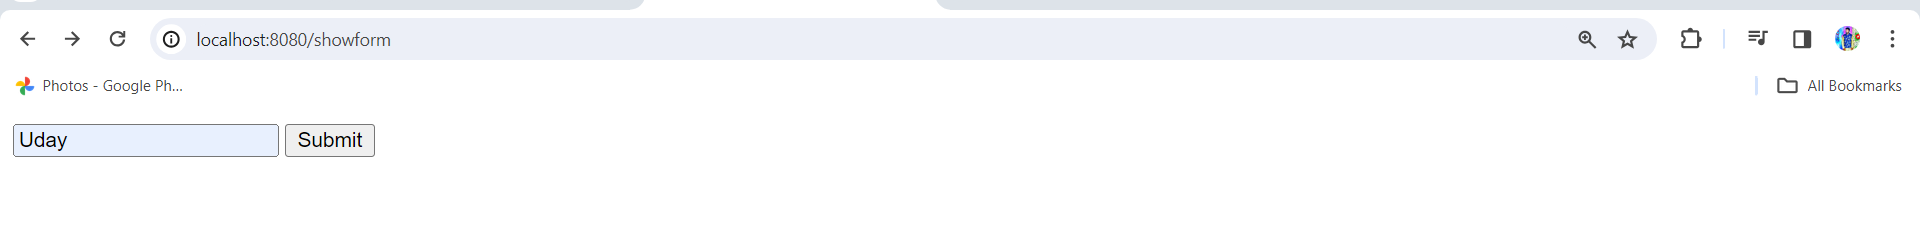 localhost:8080/showform
Photos - Google Ph...
All Bookmarks
Uday
Submit